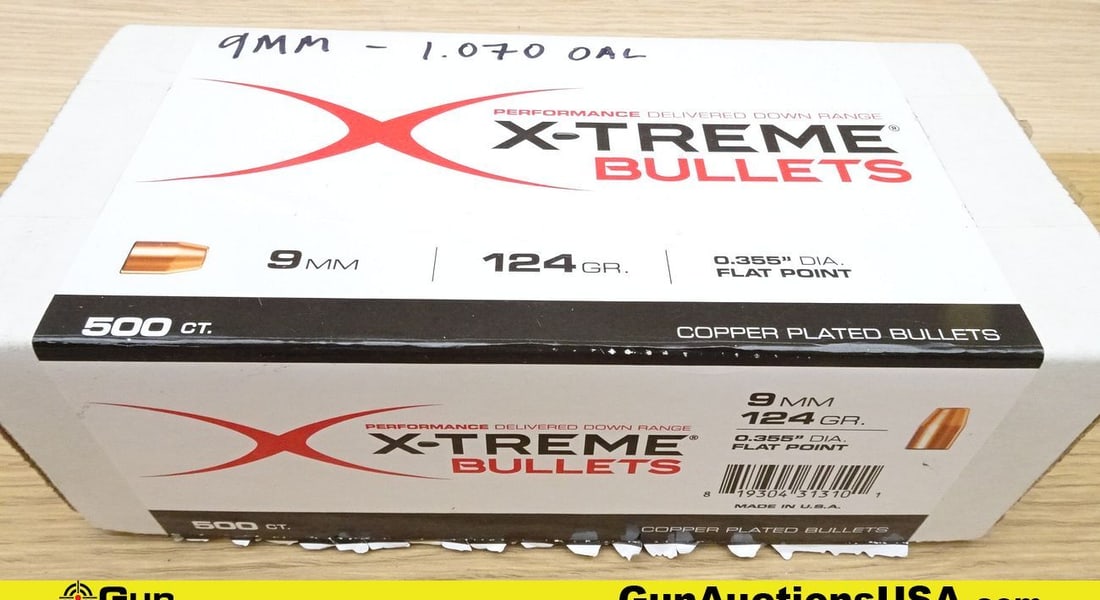 9MM - 1.070 OAL
PERFORMANCE DELIVERED DOWN RANGE
X-TREME®
BULLETS
9MM
124GR.
0.355" DIA.
FLAT POINT
500 CT.
COPPER PLATED BULLETS
PERFORMANCE DELIVERED DOWN RANGE
X-TREME®
BULLETS
9MM
124GR.
0.355" DIA.
FLAT POINT
8 19304 31310 1
MADE IN U.S.A.
500 CT.
COPPER PLATED BULLETS
Gun
GunAuctionsUSA.com